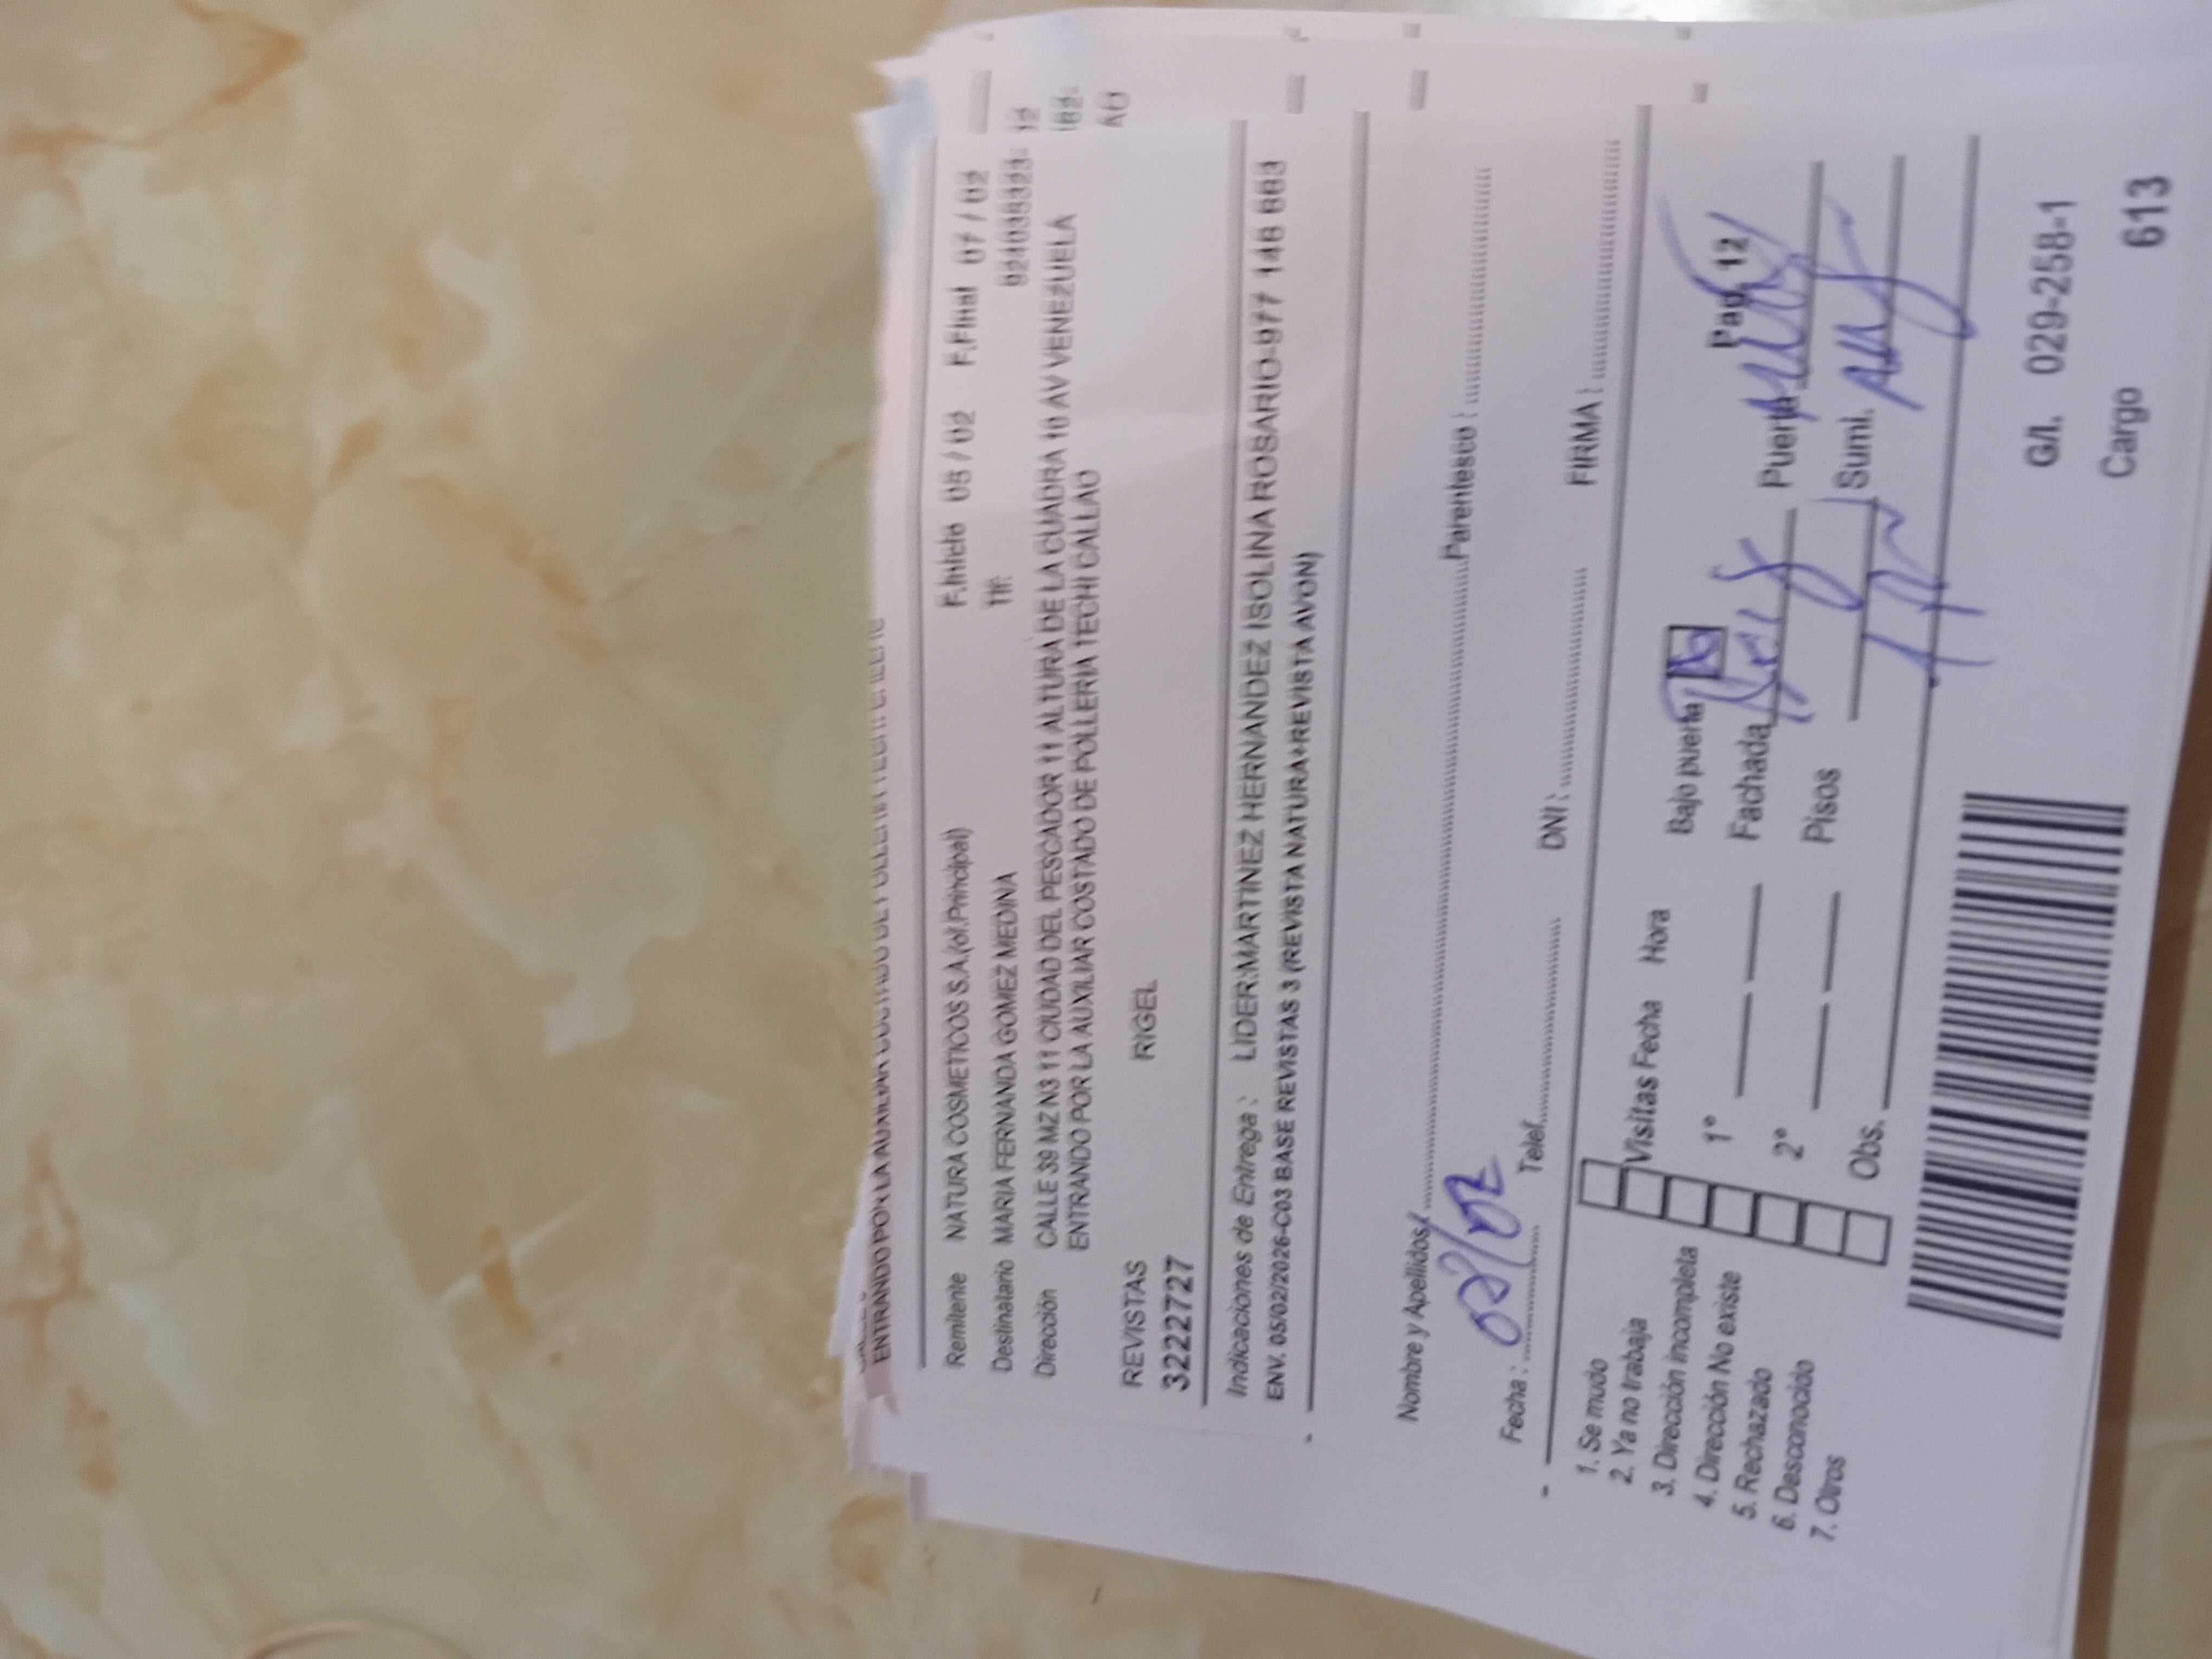 ENTRANDO POR LA AUXILIAR COSTADO DE POLLERIA TECHI CALLAO
Remitente NATURA COSMETICOS S.A.(of.Principal) F.Inicio 05 / 02 F.Final 07 / 02
Destinatario MARIA FERNANDA GOMEZ MEDINA Tlf:
Dirección CALLE 39 MZ N3 11 CIUDAD DEL PESCADOR 11 ALTURA DE LA CUADRA 10 AV VENEZUELA
ENTRANDO POR LA AUXILIAR COSTADO DE POLLERIA TECHI CALLAO
REVISTAS RIGEL
3222727
Indicaciones de Entrega : LIDER:MARTINEZ HERNANDEZ ISOLINA ROSARIO-977 146 663
ENV. 05/02/2026-C03 BASE REVISTAS 3 (REVISTA NATURA+REVISTA AVON)
Nombre y Apellidos Parentesco :
Fecha : Telef. DNI : FIRMA :
1. Se mudo
2. Ya no trabaja
3. Dirección incompleta
4. Dirección No existe
5. Rechazado
6. Desconocido
7. Otros
Visitas Fecha Hora Bajo puerta Pag. 12
1° Fachada Puerta
2° Pisos Sumi.
Obs.
G/I. 029-258-1
Cargo 613